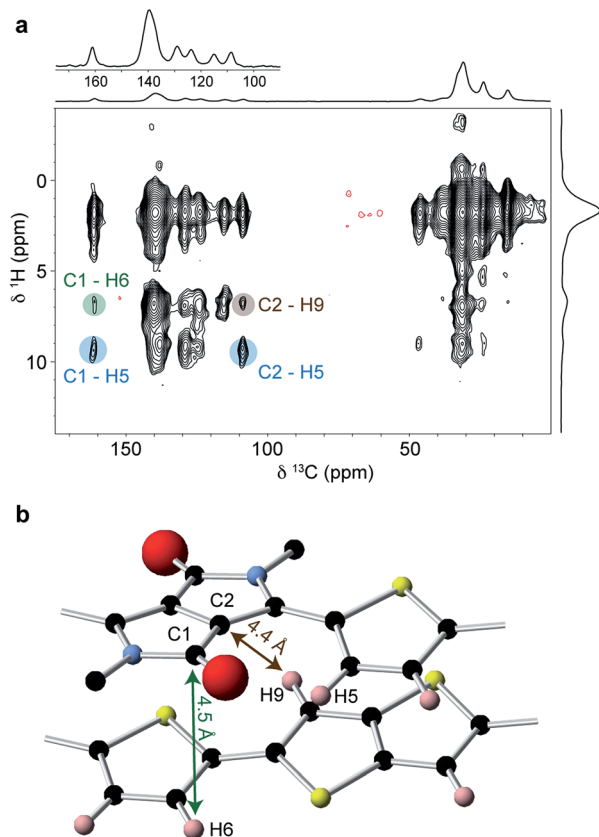 a
160 140 120 100
0
5
10
δ ¹H (ppm)
C1 - H6
C2 - H9
C1 - H5
C2 - H5
150 100 50
δ ¹³C (ppm)
b
C2
C1
4.4 Å
H9
H5
4.5 Å
H6